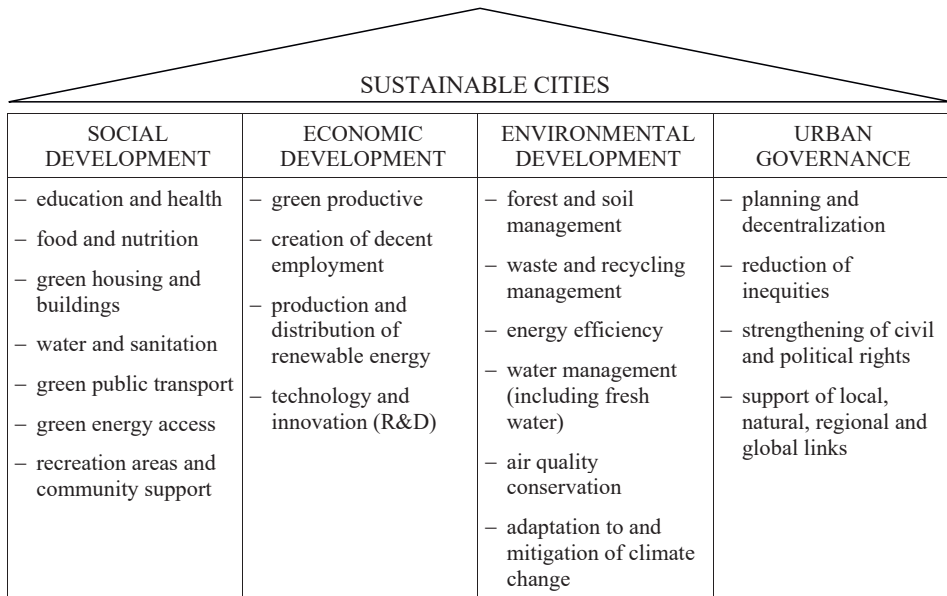 SUSTAINABLE CITIES
SOCIAL
DEVELOPMENT
– education and health
– food and nutrition
– green housing and
buildings
– water and sanitation
– green public transport
– green energy access
– recreation areas and
community support
ECONOMIC
DEVELOPMENT
– green productive
– creation of decent
employment
– production and
distribution of
renewable energy
– technology and
innovation (R&D)
ENVIRONMENTAL
DEVELOPMENT
– forest and soil
management
– waste and recycling
management
– energy efficiency
– water management
(including fresh
water)
– air quality
conservation
– adaptation to and
mitigation of climate
change
URBAN
GOVERNANCE
– planning and
decentralization
– reduction of
inequities
– strengthening of civil
and political rights
– support of local,
natural, regional and
global links